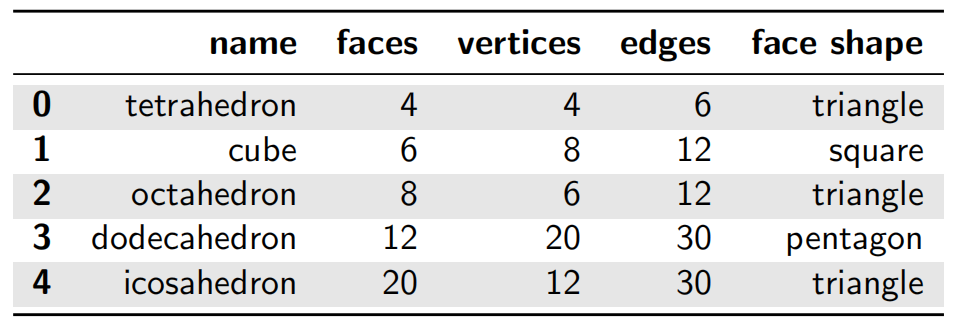 name faces vertices edges face shape
0 tetrahedron 4 4 6 triangle
1 cube 6 8 12 square
2 octahedron 8 6 12 triangle
3 dodecahedron 12 20 30 pentagon
4 icosahedron 20 12 30 triangle